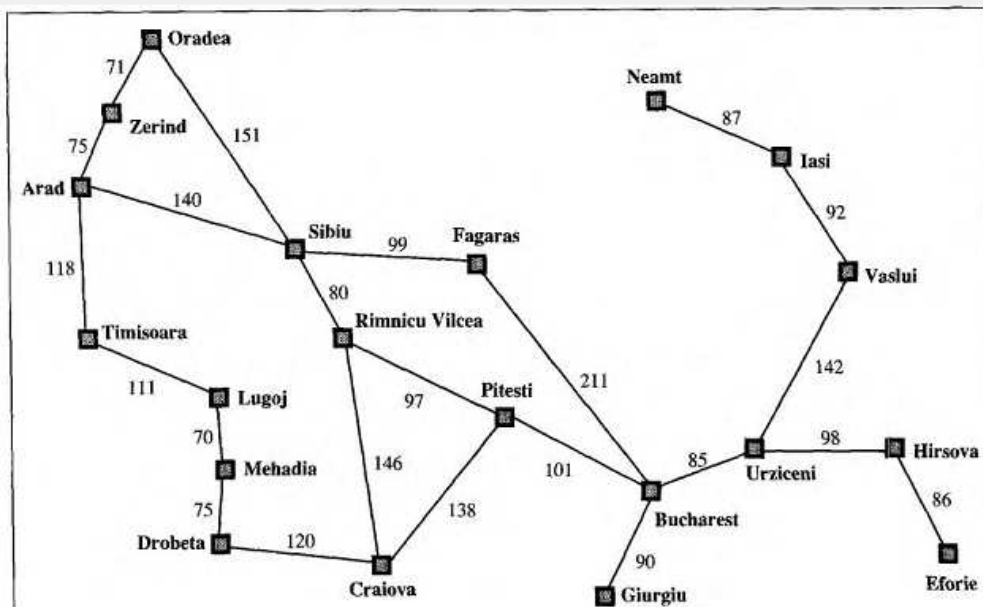 Oradea
71
Neamt
87
Zerind
151
75
Iasi
Arad
140
92
Sibiu
Fagaras
99
118
80
Vaslui
Timisoara
Rimnicu Vilcea
142
111
Lugoj
97
Pitesti
211
70
98
Hirsova
Mehadia
146
101
85
Urziceni
86
75
138
Bucharest
Drobeta
120
90
Craiova
Giurgiu
Eforie